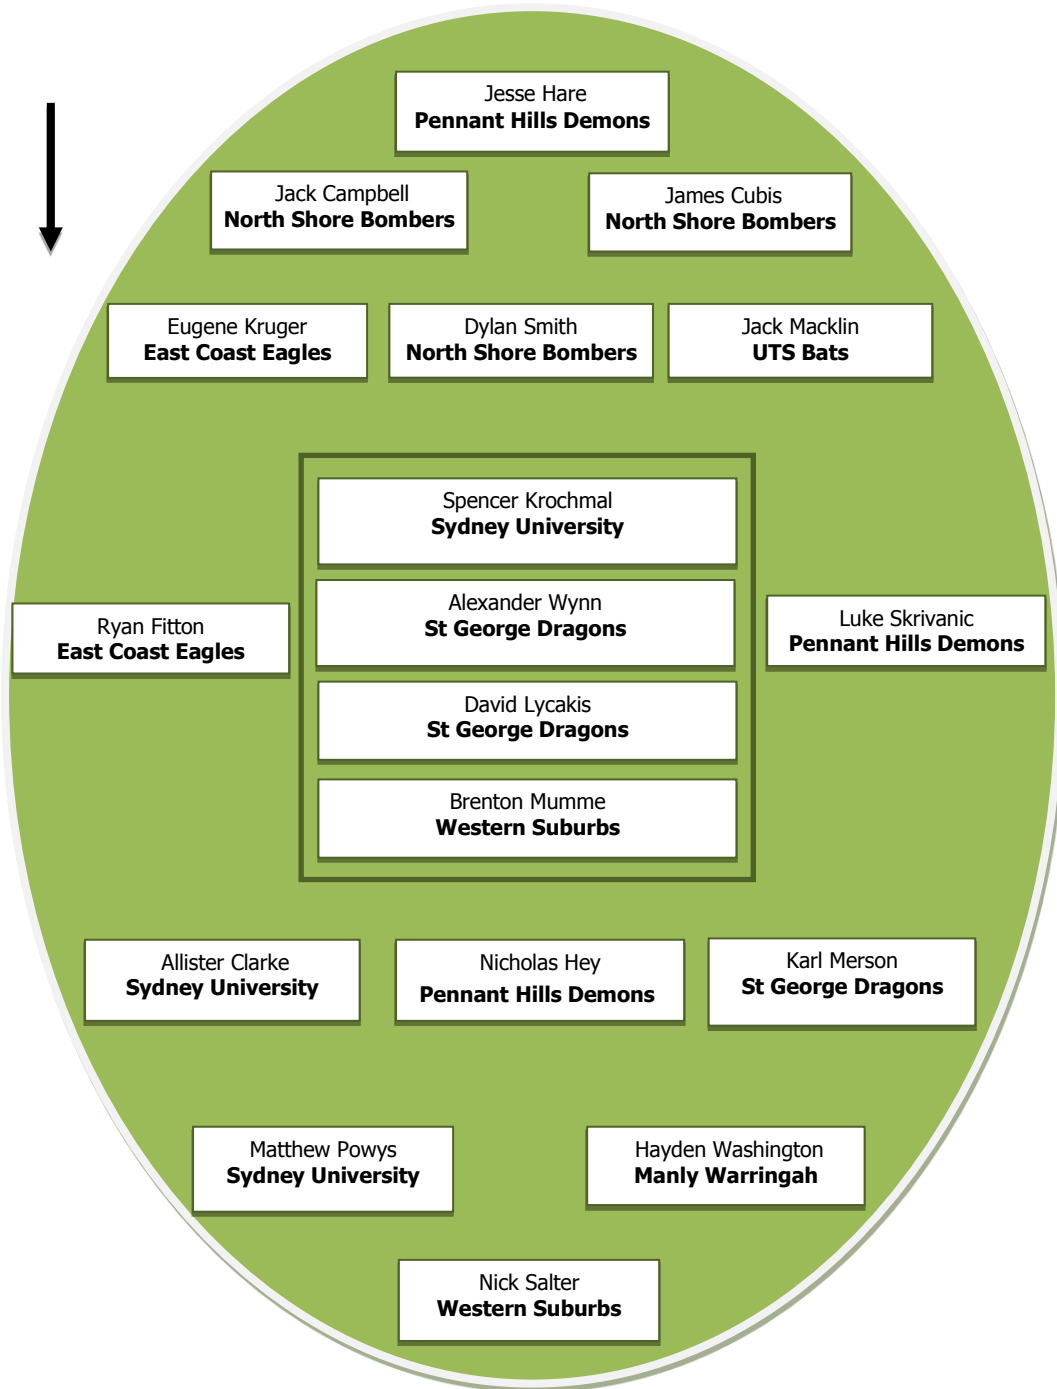 Jesse Hare
Pennant Hills Demons
Jack Campbell
North Shore Bombers
James Cubis
North Shore Bombers
Eugene Kruger
East Coast Eagles
Dylan Smith
North Shore Bombers
Jack Macklin
UTS Bats
Spencer Krochmal
Sydney University
Alexander Wynn
St George Dragons
Ryan Fitton
East Coast Eagles
Luke Skrivanic
Pennant Hills Demons
David Lycakis
St George Dragons
Brenton Mumme
Western Suburbs
Allister Clarke
Sydney University
Nicholas Hey
Pennant Hills Demons
Karl Merson
St George Dragons
Matthew Powys
Sydney University
Hayden Washington
Manly Warringah
Nick Salter
Western Suburbs